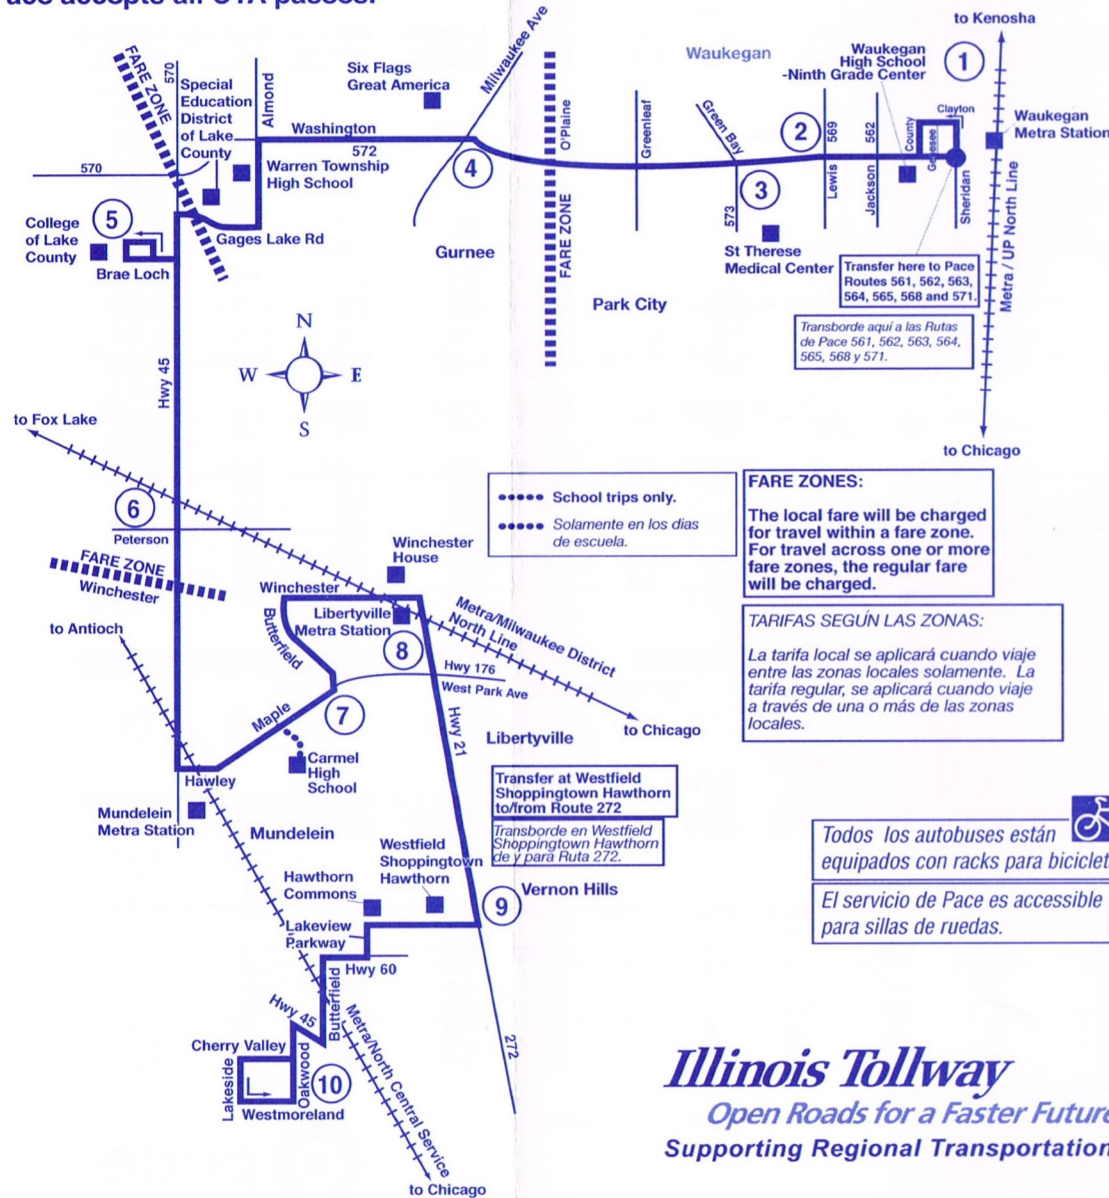 to Kenosha
Waukegan
Waukegan
High School
-Ninth Grade Center
1
Clayton
County
Genesee
Sheridan
Waukegan
Metra Station
Metra / UP North Line
to Chicago
FARE ZONE
570
Special
Education
District
of Lake
County
Almond
Six Flags
Great America
Milwaukee Ave
Washington
572
4
O'Plaine
FARE ZONE
Greenleaf
Green Bay
2
569
562
Lewis
Jackson
3
573
St Therese
Medical Center
Transfer here to Pace
Routes 561, 562, 563,
564, 565, 568 and 571.
Transborde aquí a las Rutas
de Pace 561, 562, 563, 564,
565, 568 y 571.
570
Warren Township
High School
College
of Lake
County
5
Brae Loch
Gages Lake Rd
Gurnee
Park City
N
W
E
S
Hwy 45
to Fox Lake
6
Peterson
FARE ZONE
Winchester
to Antioch
School trips only.
Solamente en los dias
de escuela.
FARE ZONES:
The local fare will be charged
for travel within a fare zone.
For travel across one or more
fare zones, the regular fare
will be charged.
TARIFAS SEGÚN LAS ZONAS:
La tarifa local se aplicará cuando viaje
entre las zonas locales solamente. La
tarifa regular, se aplicará cuando viaje
a través de una o más de las zonas
locales.
Winchester
House
Winchester
Libertyville
Metra Station
8
Butterfield
Metra/Milwaukee District
North Line
Hwy 176
West Park Ave
to Chicago
Hwy 21
Libertyville
7
Maple
Carmel
High
School
Hawley
Mundelein
Metra Station
Mundelein
Transfer at Westfield
Shoppingtown Hawthorn
to/from Route 272
Transborde en Westfield
Shoppingtown Hawthorn
de y para Ruta 272.
Westfield
Shoppingtown
Hawthorn
Hawthorn
Commons
9
Vernon Hills
Lakeview
Parkway
Hwy 60
Butterfield
Hwy 45
Cherry Valley
Lakeside
Oakwood
10
Westmoreland
Metra/North Central Service
to Chicago
272
Todos los autobuses están
equipados con racks para biciclet
El servicio de Pace es accessible
para sillas de ruedas.
Illinois Tollway
Open Roads for a Faster Future
Supporting Regional Transportation